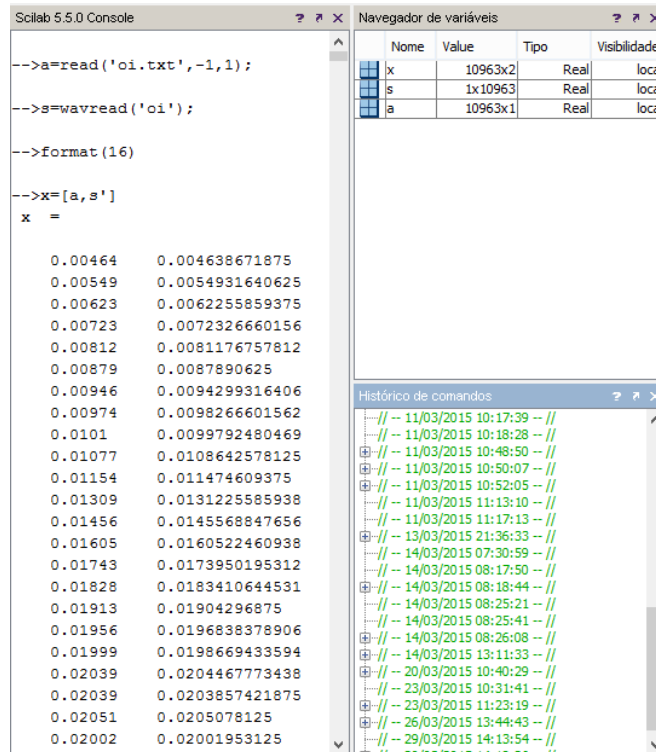 Scilab 5.5.0 Console
-->a=read('oi.txt',-1,1);
-->s=wavread('oi');
-->format(16)
-->x=[a,s']
x =
0.00464 0.004638671875
0.00549 0.0054931640625
0.00623 0.0062255859375
0.00723 0.0072326660156
0.00812 0.0081176757812
0.00879 0.0087890625
0.00946 0.0094299316406
0.00974 0.0098266601562
0.0101 0.0099792480469
0.01077 0.0108642578125
0.01154 0.011474609375
0.01309 0.0131225585938
0.01456 0.0145568847656
0.01605 0.0160522460938
0.01743 0.0173950195312
0.01828 0.0183410644531
0.01913 0.01904296875
0.01956 0.0196838378906
0.01999 0.0198669433594
0.02039 0.0204467773438
0.02039 0.0203857421875
0.02051 0.0205078125
0.02002 0.02001953125
Navegador de variáveis
Nome Value Tipo Visibilidade
x 10963x2 Real loca
s 1x10963 Real loca
a 10963x1 Real loca
Histórico de comandos
// -- 11/03/2015 10:17:39 -- //
// -- 11/03/2015 10:18:28 -- //
// -- 11/03/2015 10:48:50 -- //
// -- 11/03/2015 10:50:07 -- //
// -- 11/03/2015 10:52:05 -- //
// -- 11/03/2015 11:13:10 -- //
// -- 11/03/2015 11:17:13 -- //
// -- 13/03/2015 21:36:33 -- //
// -- 14/03/2015 07:30:59 -- //
// -- 14/03/2015 08:17:50 -- //
// -- 14/03/2015 08:18:44 -- //
// -- 14/03/2015 08:25:21 -- //
// -- 14/03/2015 08:25:41 -- //
// -- 14/03/2015 08:26:08 -- //
// -- 14/03/2015 13:11:33 -- //
// -- 20/03/2015 10:40:29 -- //
// -- 23/03/2015 10:31:41 -- //
// -- 23/03/2015 11:23:19 -- //
// -- 26/03/2015 13:44:43 -- //
// -- 29/03/2015 14:13:54 -- //